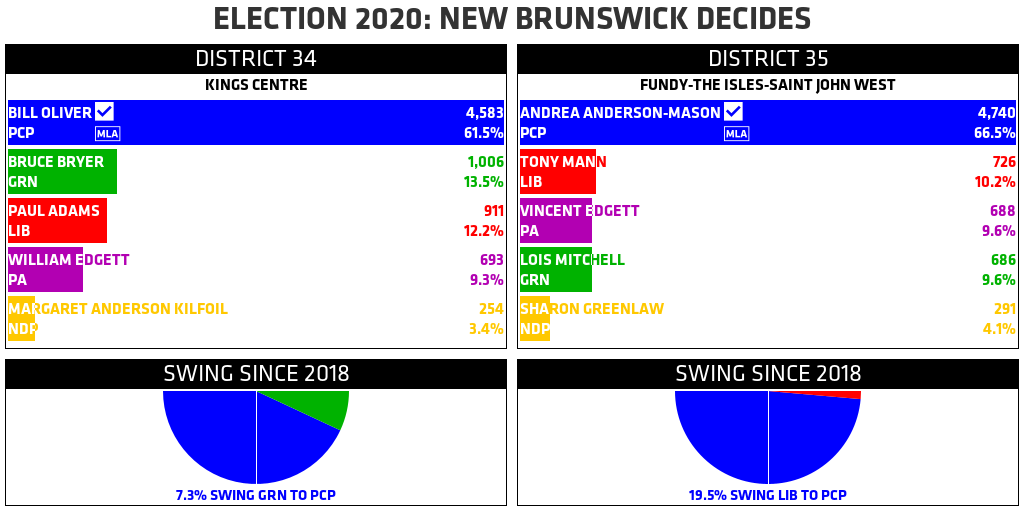 ELECTION 2020: NEW BRUNSWICK DECIDES
DISTRICT 34
KINGS CENTRE
BILL OLIVER 4,583
PCP MLA 61.5%
BRUCE BRYER 1,006
GRN 13.5%
PAUL ADAMS 911
LIB 12.2%
WILLIAM EDGETT 693
PA 9.3%
MARGARET ANDERSON KILFOIL 254
NDP 3.4%
SWING SINCE 2018
7.3% SWING GRN TO PCP
DISTRICT 35
FUNDY-THE ISLES-SAINT JOHN WEST
ANDREA ANDERSON-MASON 4,740
PCP MLA 66.5%
TONY MANN 726
LIB 10.2%
VINCENT EDGETT 688
PA 9.6%
LOIS MITCHELL 686
GRN 9.6%
SHARON GREENLAW 291
NDP 4.1%
SWING SINCE 2018
19.5% SWING LIB TO PCP